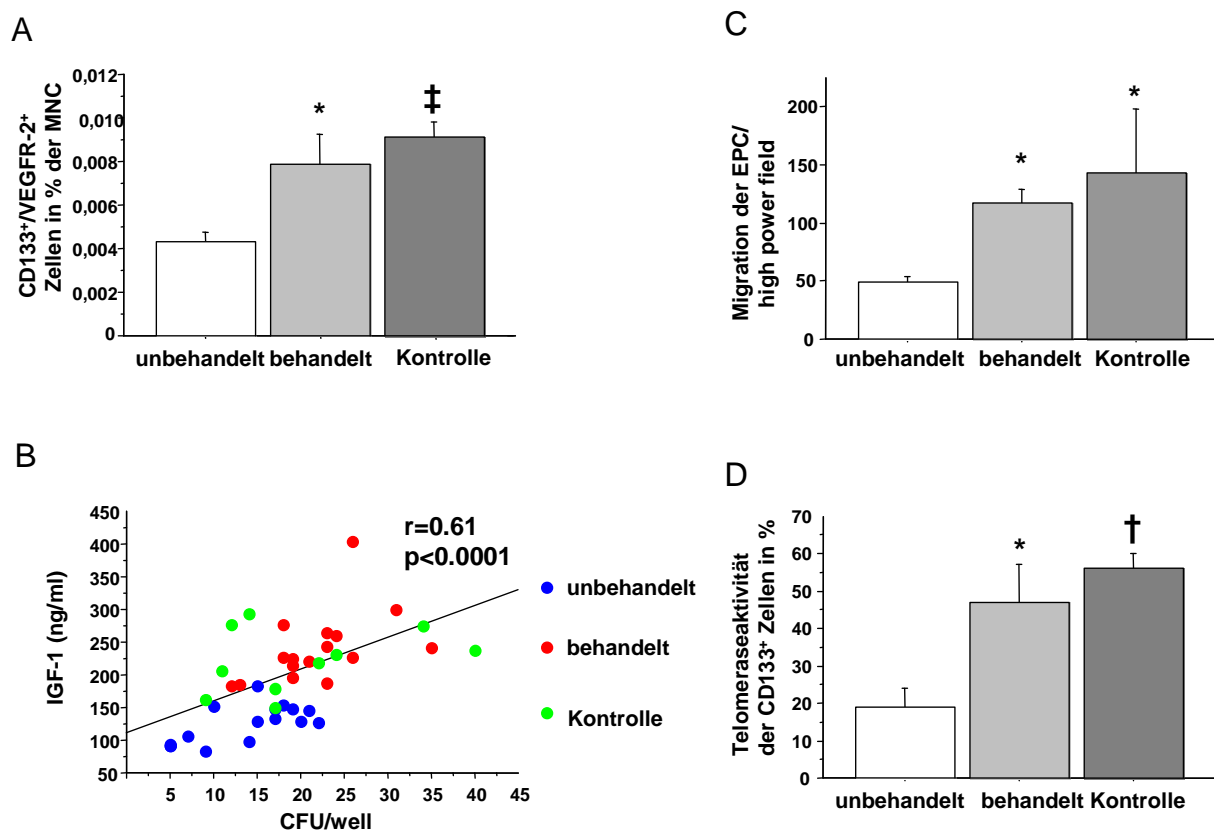 A
CD133⁺/VEGFR-2⁺
Zellen in % der MNC
0,012
0,010
0,008
0,006
0,004
0,002
0
*
‡
unbehandelt behandelt Kontrolle
B
IGF-1 (ng/ml)
450
400
350
300
250
200
150
100
50
r=0.61
p<0.0001
unbehandelt
behandelt
Kontrolle
5 10 15 20 25 30 35 40 45
CFU/well
C
Migration der EPC/
high power field
200
150
100
50
0
*
*
unbehandelt behandelt Kontrolle
D
Telomeraseaktivität
der CD133⁺ Zellen in %
70
60
50
40
30
20
10
0
*
†
unbehandelt behandelt Kontrolle